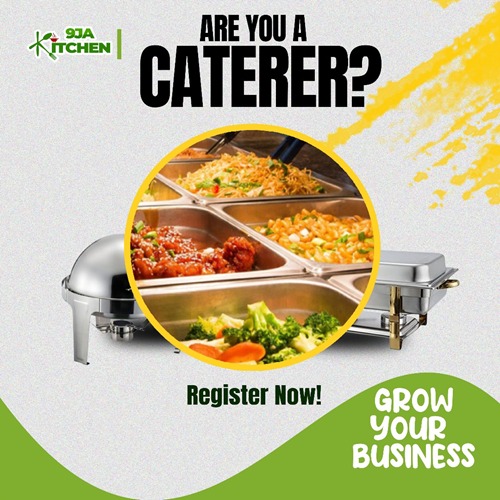 9JA
KITCHEN
ARE YOU A
CATERER?
Register Now!
GROW
YOUR
BUSINESS